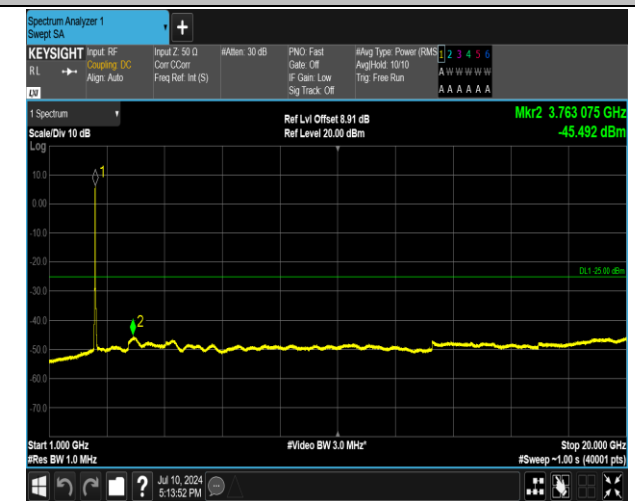 Spectrum Analyzer 1
Swept SA
+
KEYSIGHT Input: RF Input Z: 50 Ω #Atten: 30 dB PNO: Fast #Avg Type: Power (RMS 1 2 3 4 5 6
RL Coupling: DC Corr CCorr Gate: Off Avg|Hold: 10/10 A W W W W W
Align: Auto Freq Ref: Int (S) IF Gain: Low Trig: Free Run
LXI Sig Track: Off A A A A A A
1 Spectrum Ref Lvl Offset 8.91 dB Mkr2 3.763 075 GHz
Scale/Div 10 dB Ref Level 20.00 dBm -45.492 dBm
Log
1
10.0
0.00
-10.0
-20.0
DL1 -25.00 dBm
-30.0
-40.0
2
-50.0
-60.0
-70.0
Start 1.000 GHz #Video BW 3.0 MHz* Stop 20.000 GHz
#Res BW 1.0 MHz #Sweep ~1.00 s (40001 pts)
? Jul 10, 2024
5:13:52 PM